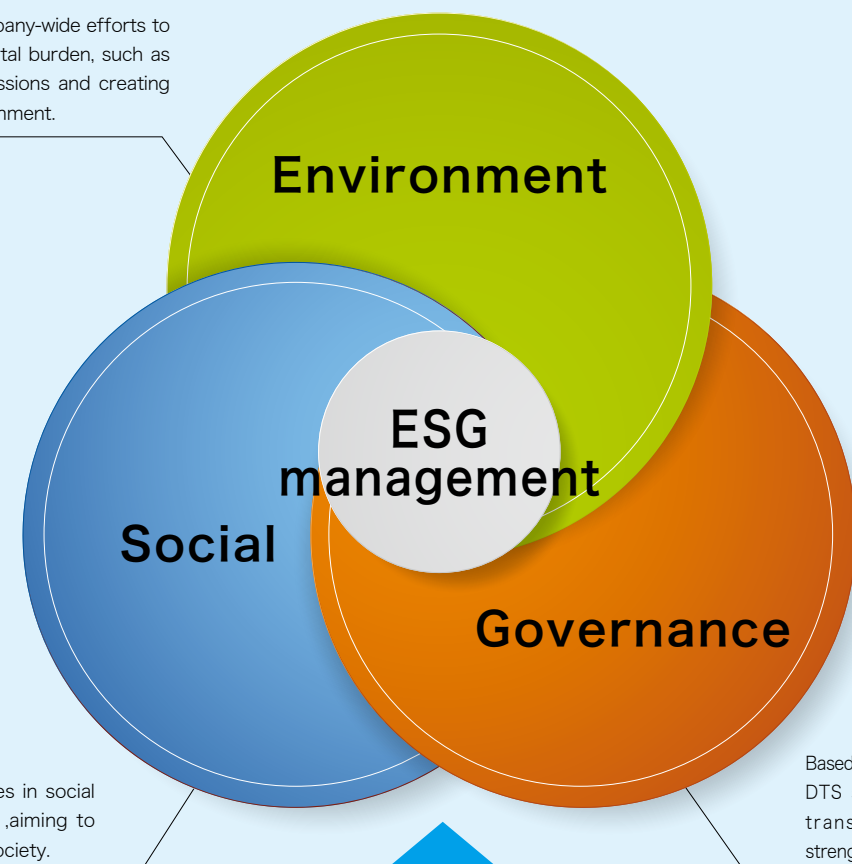 pany-wide efforts to
tal burden, such as
ssions and creating
nment.
Environment
ESG
management
Social
Governance
es in social
,aiming to
ociety.
Based
DTS
trans
streng